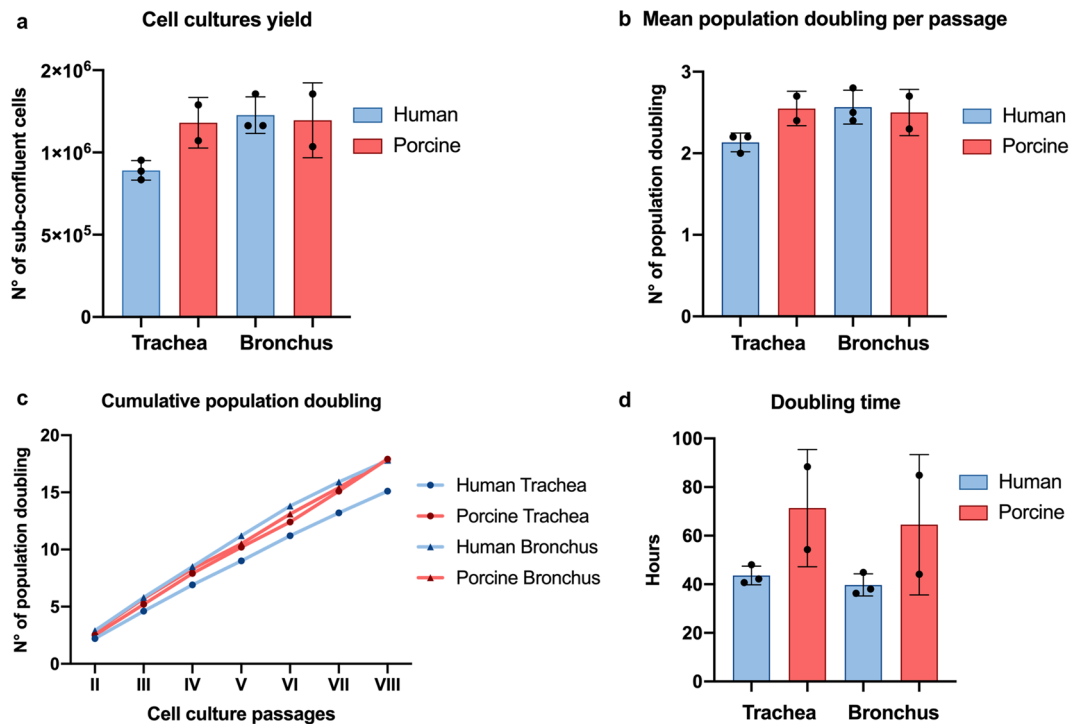 a
Cell cultures yield
N° of sub-confluent cells
2×10⁶
1×10⁶
5×10⁵
0
Trachea Bronchus
Human
Porcine
b
Mean population doubling per passage
N° of population doubling
3
2
1
0
Trachea Bronchus
Human
Porcine
c
Cumulative population doubling
N° of population doubling
20
15
10
5
0
II III IV V VI VII VIII
Cell culture passages
Human Trachea
Porcine Trachea
Human Bronchus
Porcine Bronchus
d
Doubling time
Hours
100
80
60
40
20
0
Trachea Bronchus
Human
Porcine